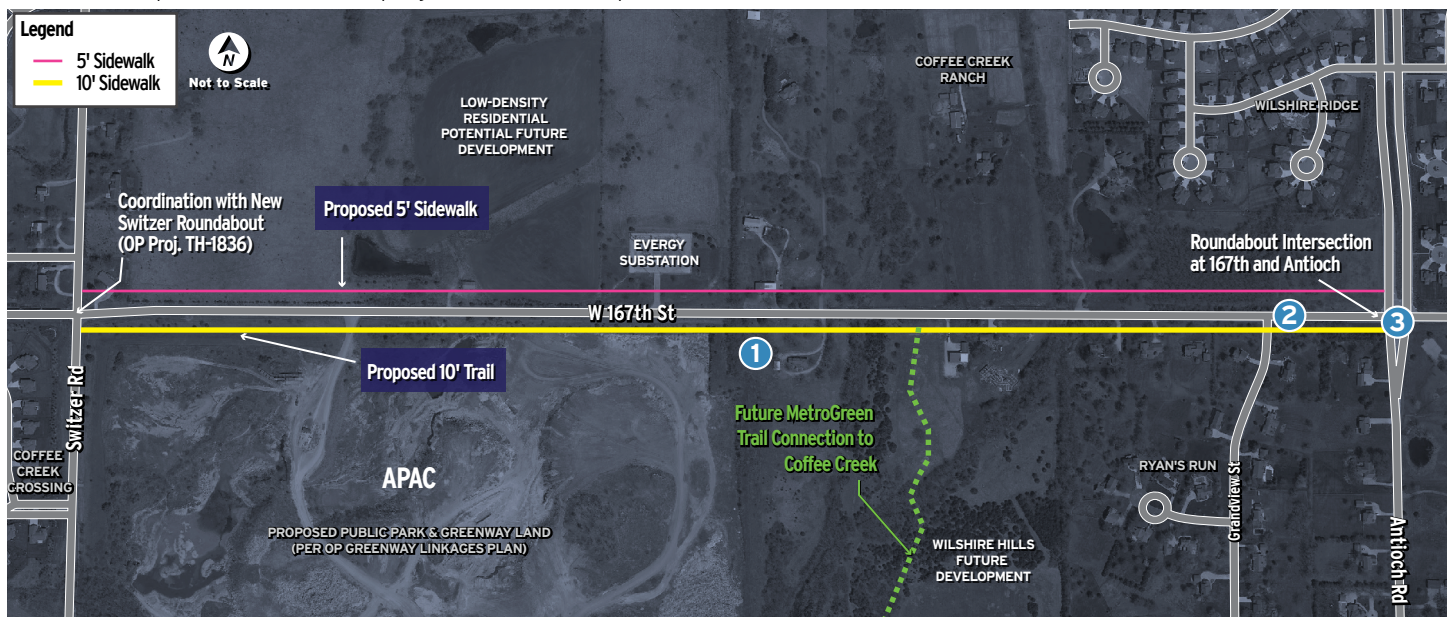 Legend
5' Sidewalk
10' Sidewalk
N
Not to Scale
LOW-DENSITY
RESIDENTIAL
POTENTIAL FUTURE
DEVELOPMENT
COFFEE CREEK
RANCH
WILSHIRE RIDGE
Coordination with New
Switzer Roundabout
(OP Proj. TH-1836)
Proposed 5' Sidewalk
EVERGY
SUBSTATION
Roundabout Intersection
at 167th and Antioch
W 167th St
1
2
3
Proposed 10' Trail
Switzer Rd
COFFEE
CREEK
CROSSING
APAC
PROPOSED PUBLIC PARK & GREENWAY LAND
(PER OP GREENWAY LINKAGES PLAN)
Future MetroGreen
Trail Connection to
Coffee Creek
WILSHIRE HILLS
FUTURE
DEVELOPMENT
RYAN'S RUN
Grandview St
Antioch Rd